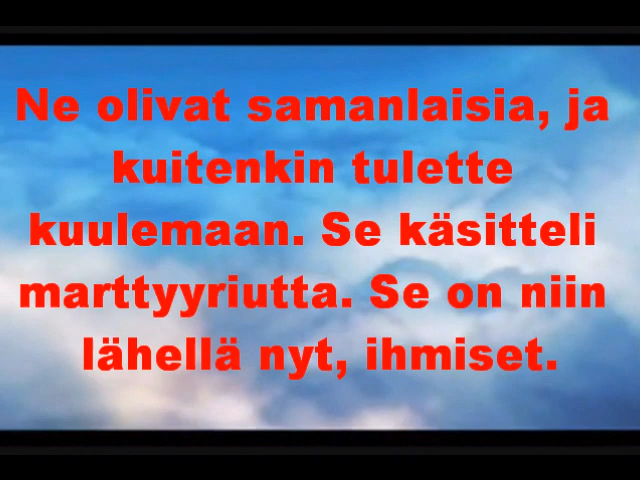 Ne olivat samanlaisia, ja
kuitenkin tulette
kuulemaan. Se käsitteli
marttyyriutta. Se on niin
lähellä nyt, ihmiset.